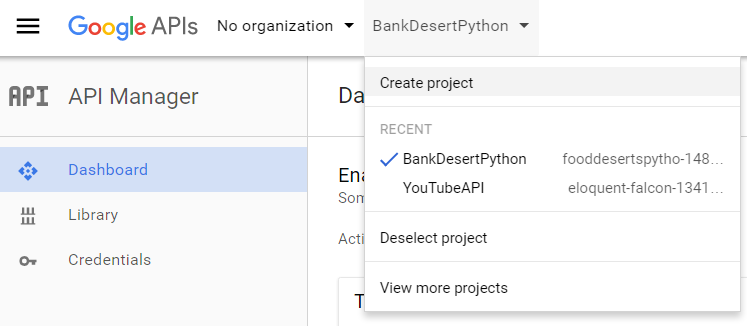 Google APIs No organization BankDesertPython
API API Manager Da
Create project
RECENT
BankDesertPython fooddesertspytho-148...
YouTubeAPI eloquent-falcon-1341...
Deselect project
View more projects
Dashboard
Library
Credentials
Ena
Som
Acti
T